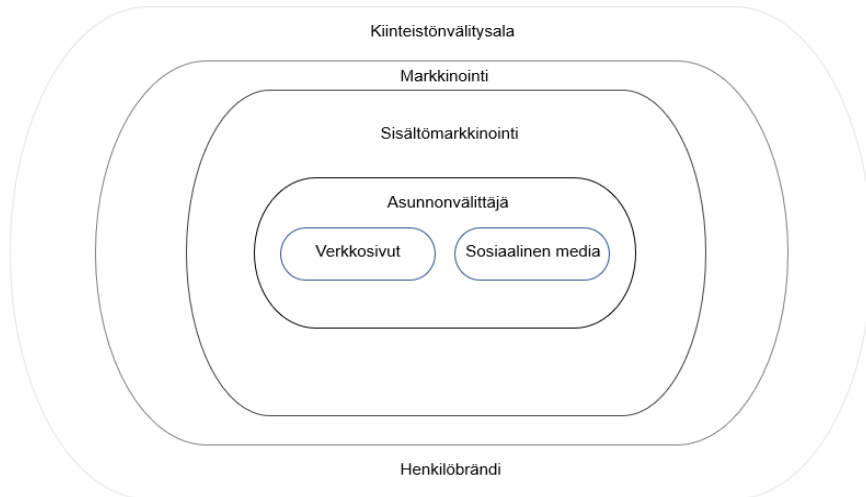 Kiinteistönvälitysala
Markkinointi
Sisältömarkkinointi
Asunnonvälittäjä
Verkkosivut
Sosiaalinen media
Henkilöbrändi